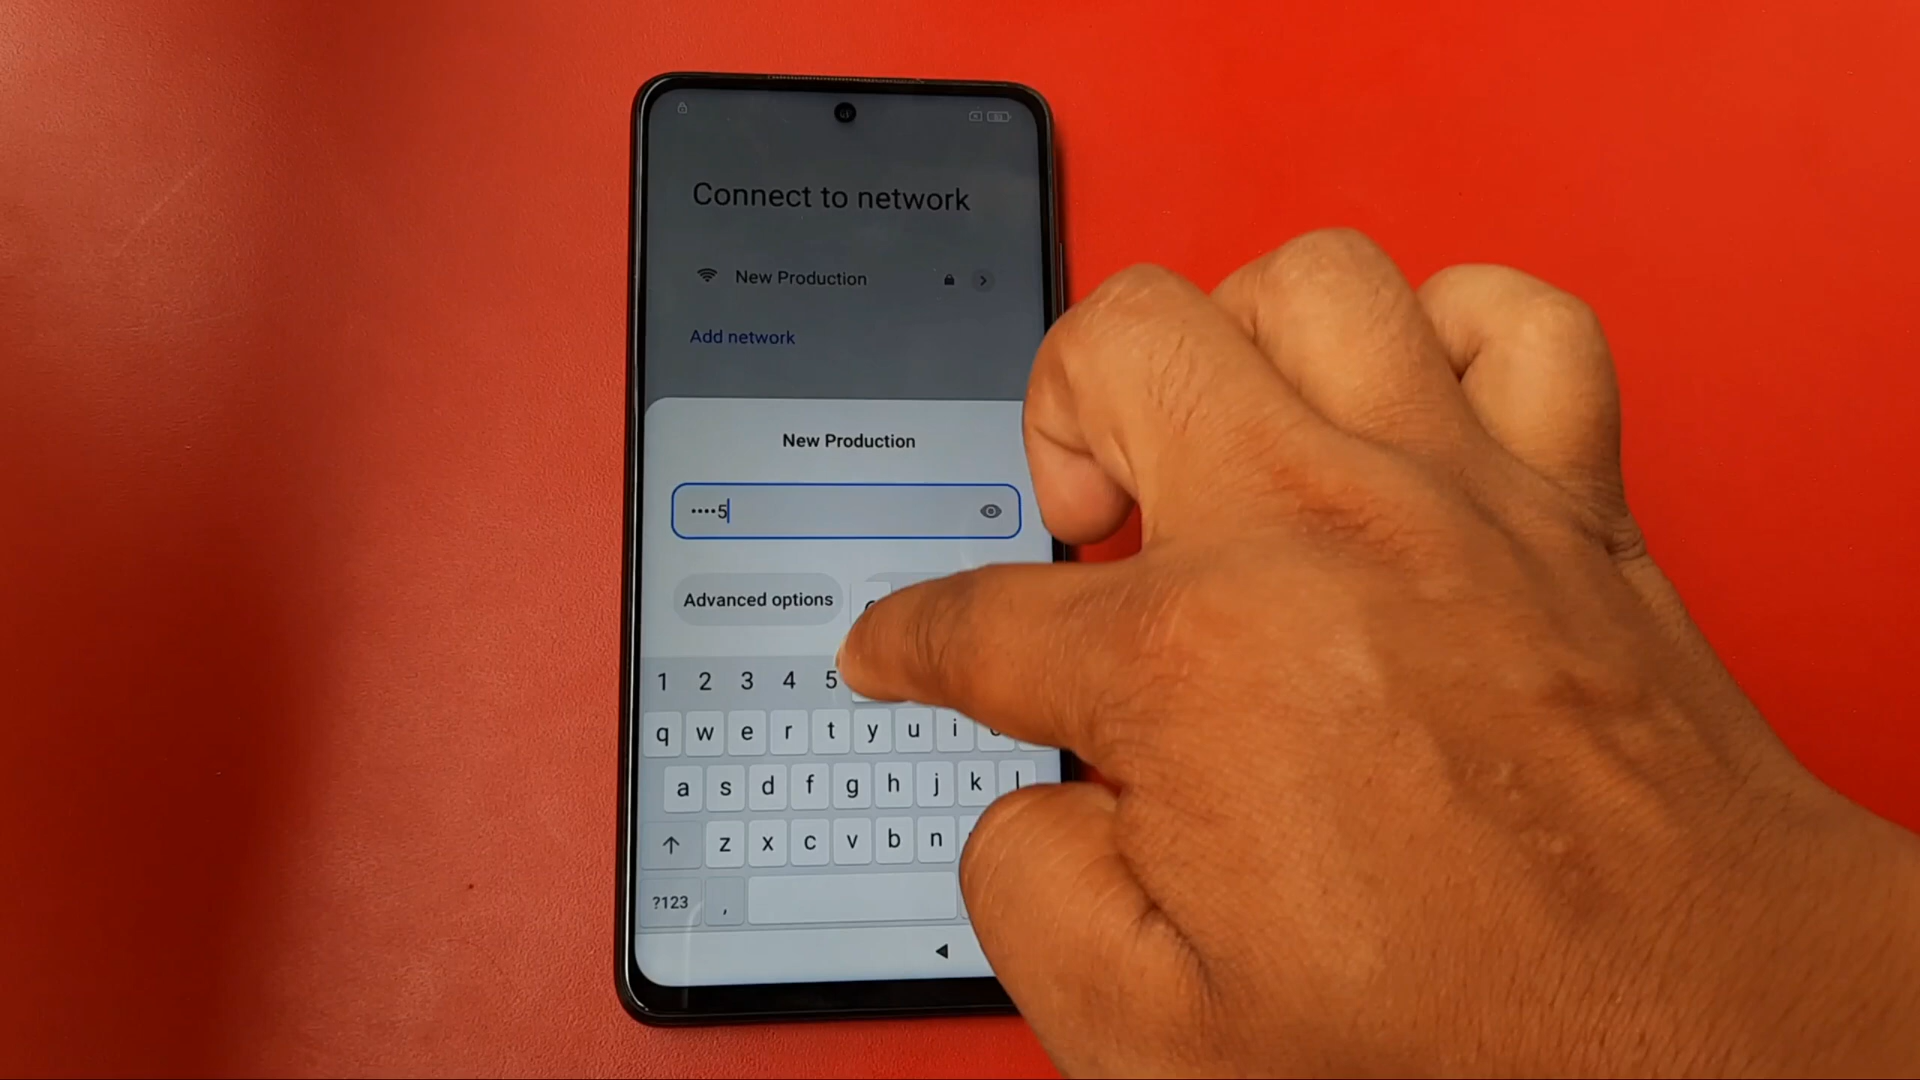 Connect to network
New Production
Add network
New Production
••••5
Advanced options
1 2 3 4 5
q w e r t y u i
a s d f g h j k l
z x c v b n
?123 ,